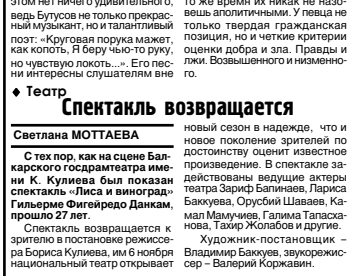 этом нет ничего удивительного,
ведь Бутусов не только прекрас-
ный музыкант, но и талантливый
поэт: «Круговая порука мажет,
как копоть, Я беру чью-то руку,
но чувствую локоть...». Его пес-
ни интересны слушателям вне
то же время их никак не назо-
вешь аполитичными. У певца не
только твердая гражданская
позиция, но и четкие критерии
оценки добра и зла. Правды и
лжи. Возвышенного и низменно-
го.
♦ Театр
Спектакль возвращается
Светлана МОТТАЕВА
С тех пор, как на сцене Бал-
карского госдрамтеатра име-
ни К. Кулиева был показан
спектакль «Лиса и виноград»
Гильерме Фигейредо Данкам,
прошло 27 лет.
Спектакль возвращается к
зрителю в постановке режиссе-
ра Бориса Кулиева, им 6 ноября
национальный театр открывает
новый сезон в надежде, что и
новое поколение зрителей по
достоинству оценит известное
произведение. В спектакле за-
действованы ведущие актеры
театра Зариф Бапинаев, Лариса
Баккуева, Орусбий Шаваев, Ка-
мал Мамучиев, Галима Тапасха-
нова, Тахир Жолабов и другие.
Художник-постановщик –
Владимир Баккуев, звукорежис-
сер – Валерий Коржавин.